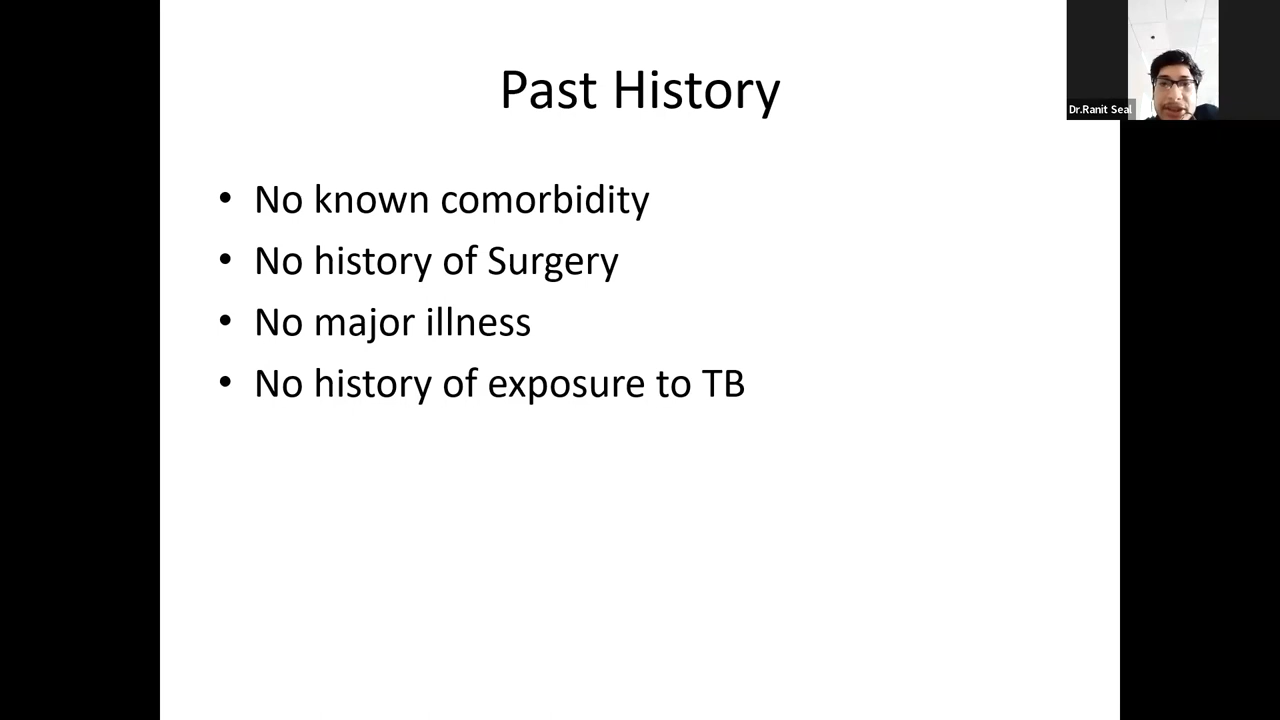 Past History
Dr.Ranit Seal
• No known comorbidity
• No history of Surgery
• No major illness
• No history of exposure to TB